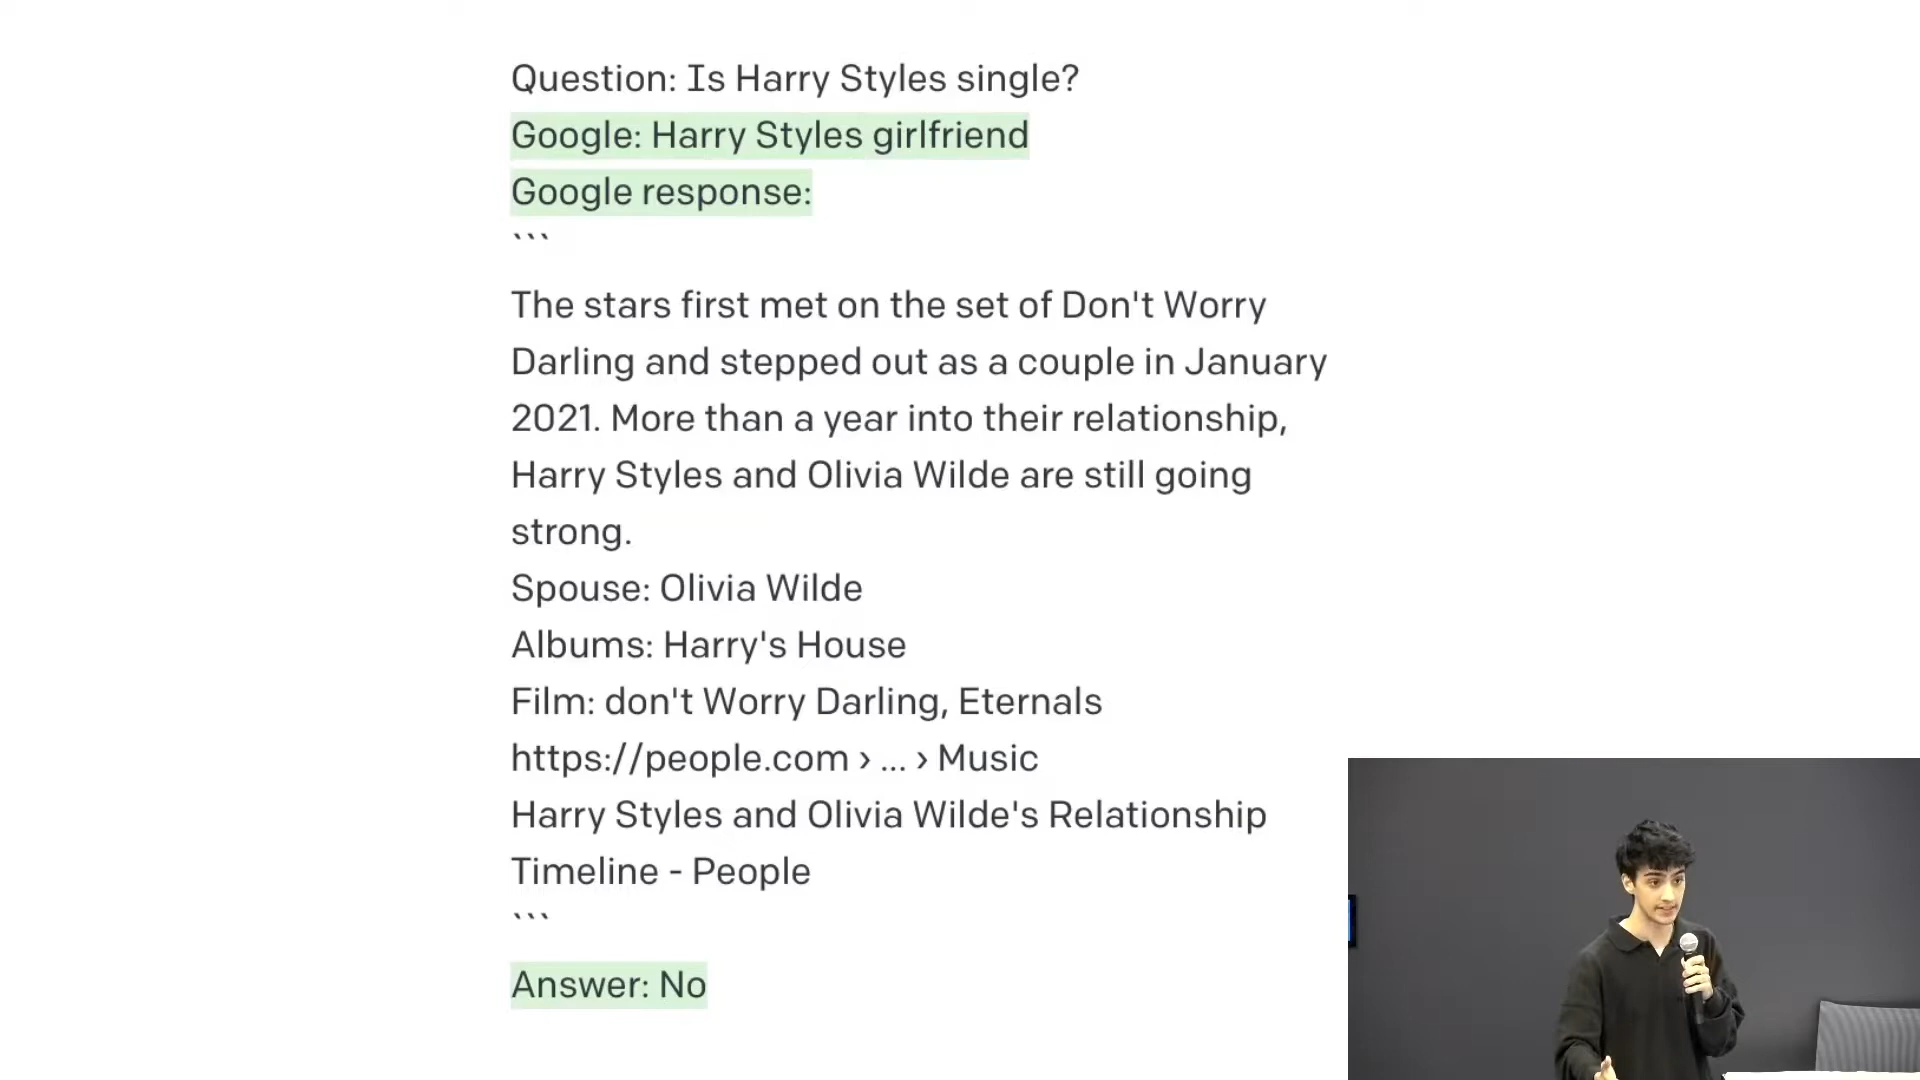 Question: Is Harry Styles single?
Google: Harry Styles girlfriend
Google response:
```
The stars first met on the set of Don't Worry
Darling and stepped out as a couple in January
2021. More than a year into their relationship,
Harry Styles and Olivia Wilde are still going
strong.
Spouse: Olivia Wilde
Albums: Harry's House
Film: don't Worry Darling, Eternals
https://people.com › ... › Music
Harry Styles and Olivia Wilde's Relationship
Timeline - People
```
Answer: No